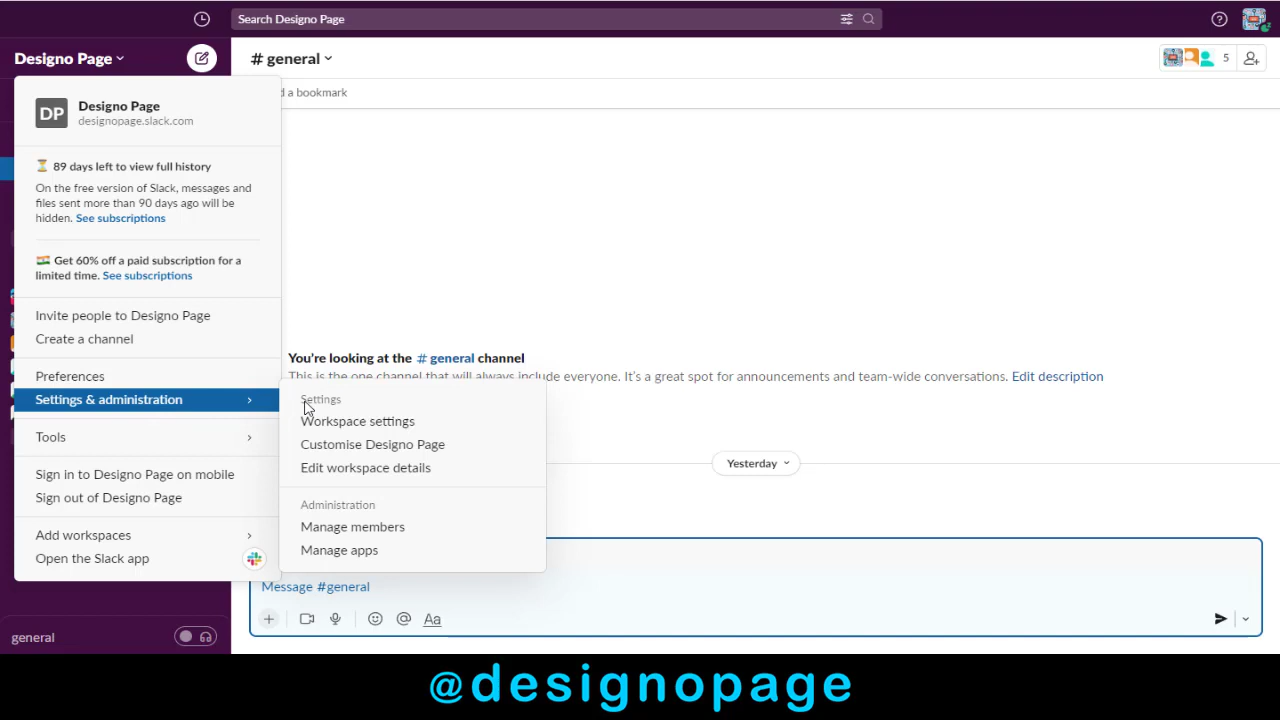 Search Designo Page
Designo Page
# general
5
d a bookmark
DP
Designo Page
designopage.slack.com
89 days left to view full history
On the free version of Slack, messages and
files sent more than 90 days ago will be
hidden. See subscriptions
Get 60% off a paid subscription for a
limited time. See subscriptions
Invite people to Designo Page
Create a channel
Preferences
Settings & administration
Tools
Sign in to Designo Page on mobile
Sign out of Designo Page
Add workspaces
Open the Slack app
Settings
Workspace settings
Customise Designo Page
Edit workspace details
Administration
Manage members
Manage apps
You're looking at the # general channel
This is the one channel that will always include everyone. It's a great spot for announcements and team-wide conversations. Edit description
Yesterday
Message #general
Aa
general
@designopage